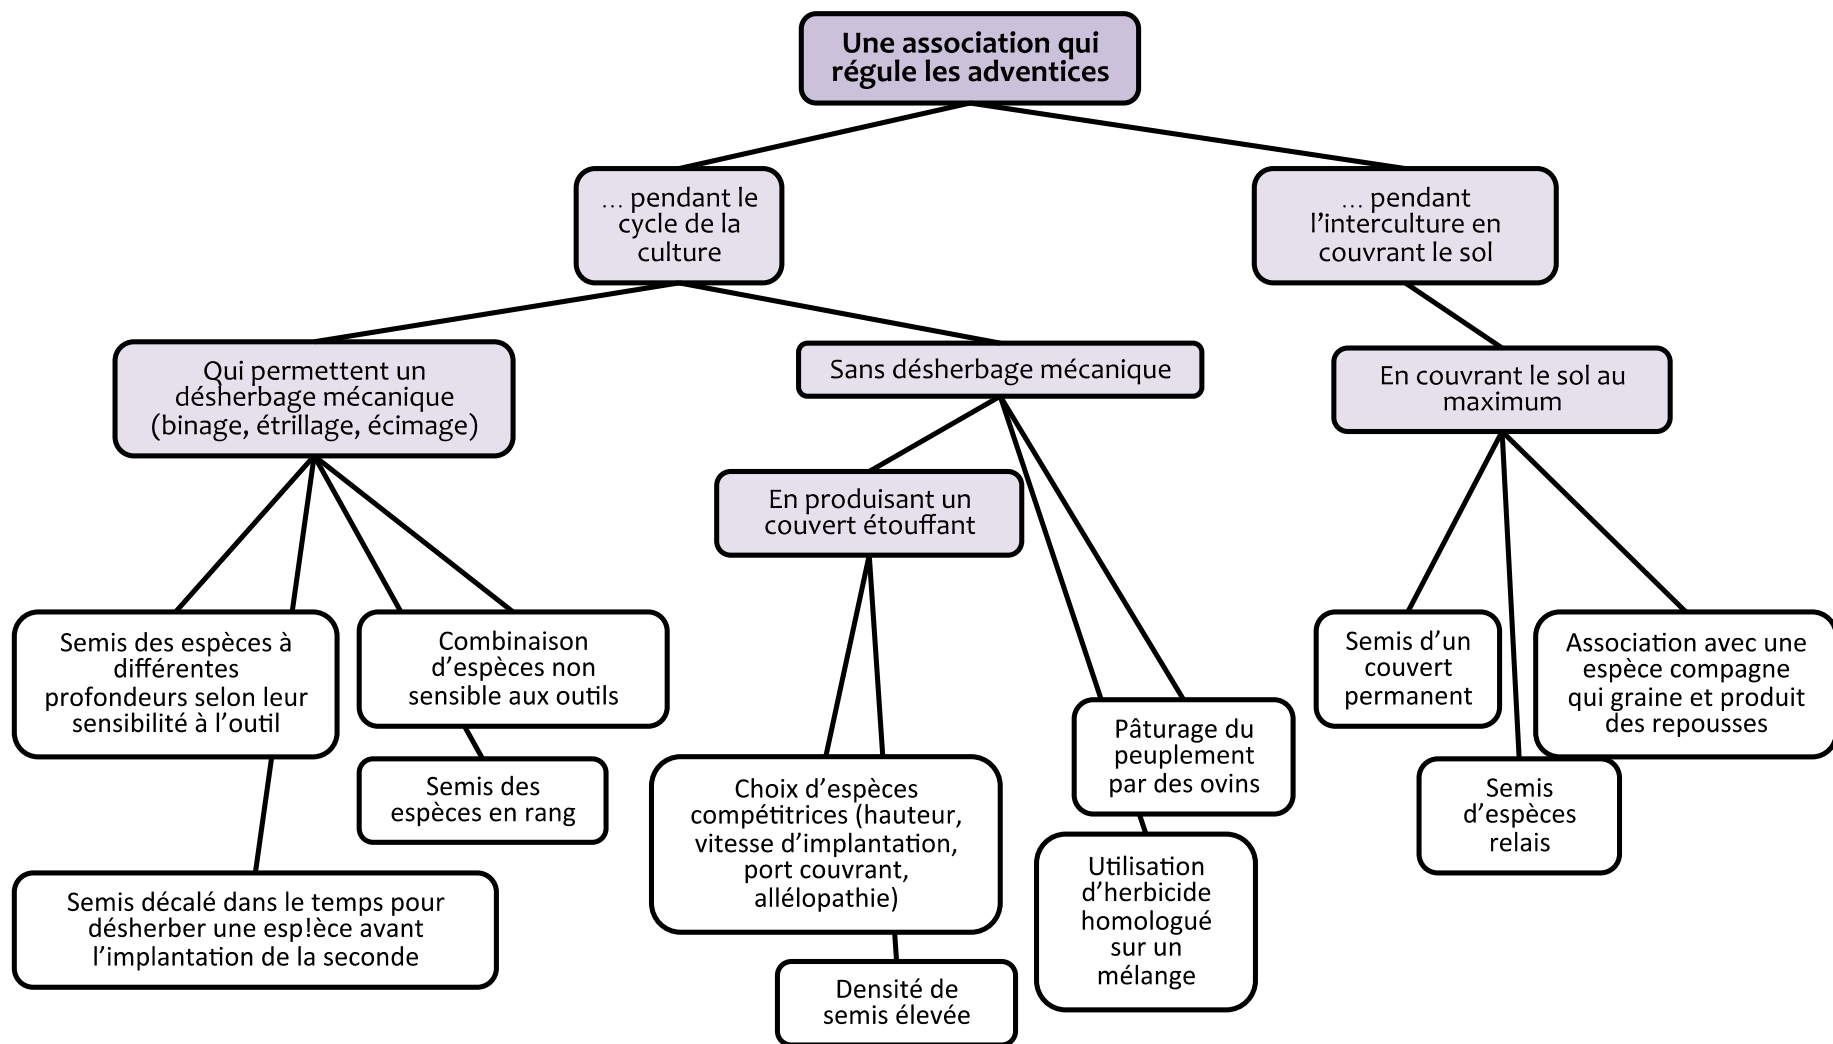 Une association qui
régule les adventices
… pendant le
cycle de la
culture
… pendant
l’interculture en
couvrant le sol
Qui permettent un
désherbage mécanique
(binage, étrillage, écimage)
Sans désherbage mécanique
En couvrant le sol au
maximum
En produisant un
couvert étouffant
Semis des espèces à
différentes
profondeurs selon leur
sensibilité à l’outil
Combinaison
d’espèces non
sensible aux outils
Semis d’un
couvert
permanent
Association avec une
espèce compagne
qui graine et produit
des repousses
Pâturage du
peuplement
par des ovins
Semis des
espèces en rang
Choix d’espèces
compétitrices (hauteur,
vitesse d’implantation,
port couvrant,
allélopathie)
Semis
d’espèces
relais
Utilisation
d’herbicide
homologué
sur un
mélange
Semis décalé dans le temps pour
désherber une esp!èce avant
l’implantation de la seconde
Densité de
semis élevée